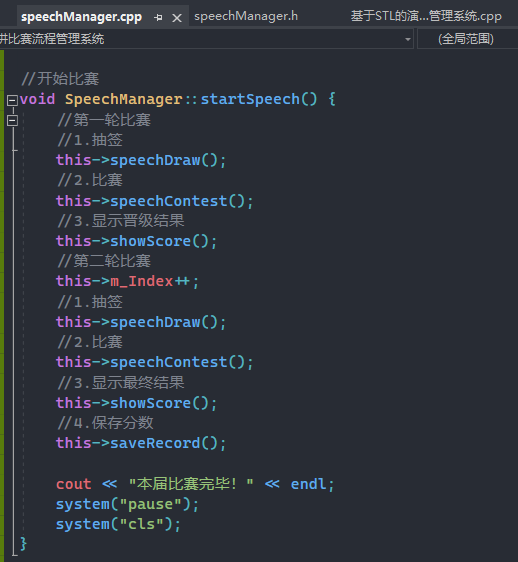 speechManager.cpp speechManager.h 基于STL的演...管理系统.cpp
讲比赛流程管理系统 (全局范围)
//开始比赛
void SpeechManager::startSpeech() {
//第一轮比赛
//1.抽签
this->speechDraw();
//2.比赛
this->speechContest();
//3.显示晋级结果
this->showScore();
//第二轮比赛
this->m_Index++;
//1.抽签
this->speechDraw();
//2.比赛
this->speechContest();
//3.显示最终结果
this->showScore();
//4.保存分数
this->saveRecord();
cout << "本届比赛完毕！" << endl;
system("pause");
system("cls");
}